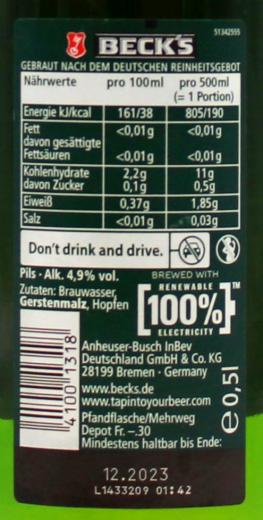 51342555
BECK'S
GEBRAUT NACH DEM DEUTSCHEN REINHEITSGEBOT
Nährwerte pro 100ml pro 500ml
(= 1 Portion)
Energie kJ/kcal 161/38 805/190
Fett <0,01g <0,01g
davon gesättigte
Fettsäuren <0,01g <0,01g
Kohlenhydrate 2,2g 11g
davon Zucker 0,1g 0,5g
Eiweiß 0,37g 1,85g
Salz <0,01g 0,03g
Don't drink and drive.
Pils · Alk. 4,9% vol.
Zutaten: Brauwasser,
Gerstenmalz, Hopfen
BREWED WITH
RENEWABLE
100%
ELECTRICITY
TM
41001318
Anheuser-Busch InBev
Deutschland GmbH & Co. KG
28199 Bremen · Germany
www.becks.de
www.tapintoyourbeer.com
Pfandflasche/Mehrweg
Depot Fr. –.30
Mindestens haltbar bis Ende:
℮ 0,5l
12.2023
L1433209 01:42